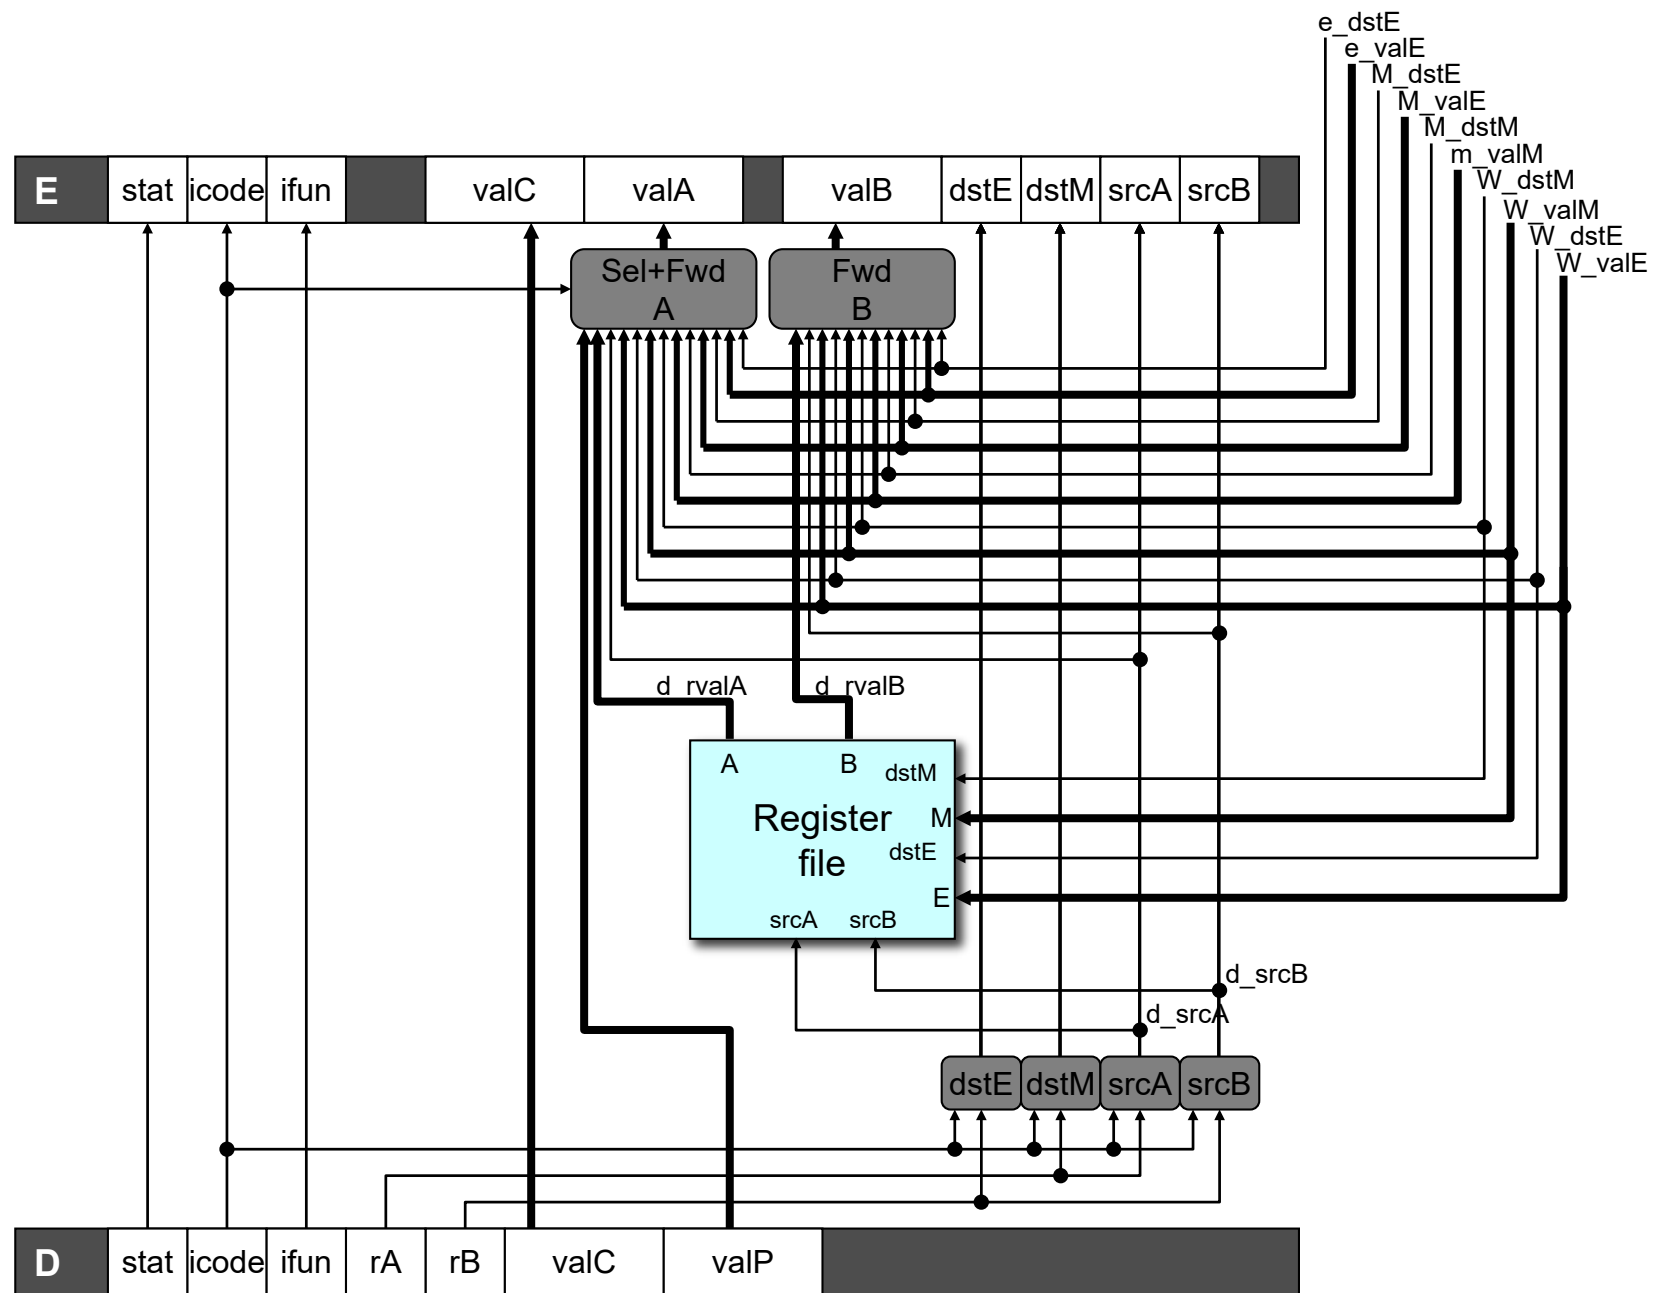 e_dstE
e_valE
M_dstE
M_valE
M_dstM
m_valM
W_dstM
W_valM
W_dstE
W_valE
E stat icode ifun valC valA valB dstE dstM srcA srcB
Sel+Fwd
A
Fwd
B
d_rvalA
d_rvalB
A
B
dstM
M
Register
file
dstE
E
srcA
srcB
d_srcB
d_srcA
dstE dstM srcA srcB
D stat icode ifun rA rB valC valP